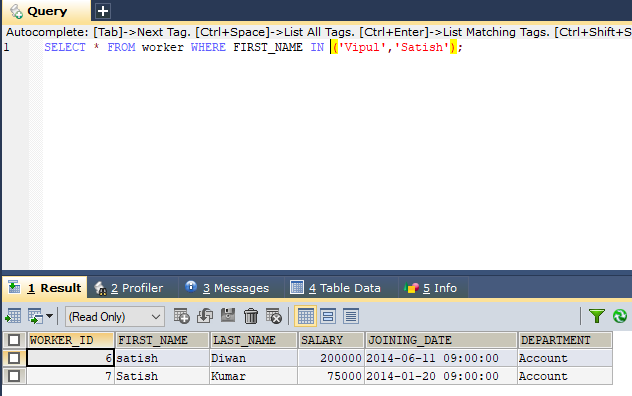 Query
Autocomplete: [Tab]->Next Tag. [Ctrl+Space]->List All Tags. [Ctrl+Enter]->List Matching Tags. [Ctrl+Shift+S
1 SELECT * FROM worker WHERE FIRST_NAME IN ('Vipul','Satish');
1 Result 2 Profiler 3 Messages 4 Table Data 5 Info
(Read Only)
WORKER_ID FIRST_NAME LAST_NAME SALARY JOINING_DATE DEPARTMENT
6 satish Diwan 200000 2014-06-11 09:00:00 Account
7 Satish Kumar 75000 2014-01-20 09:00:00 Account